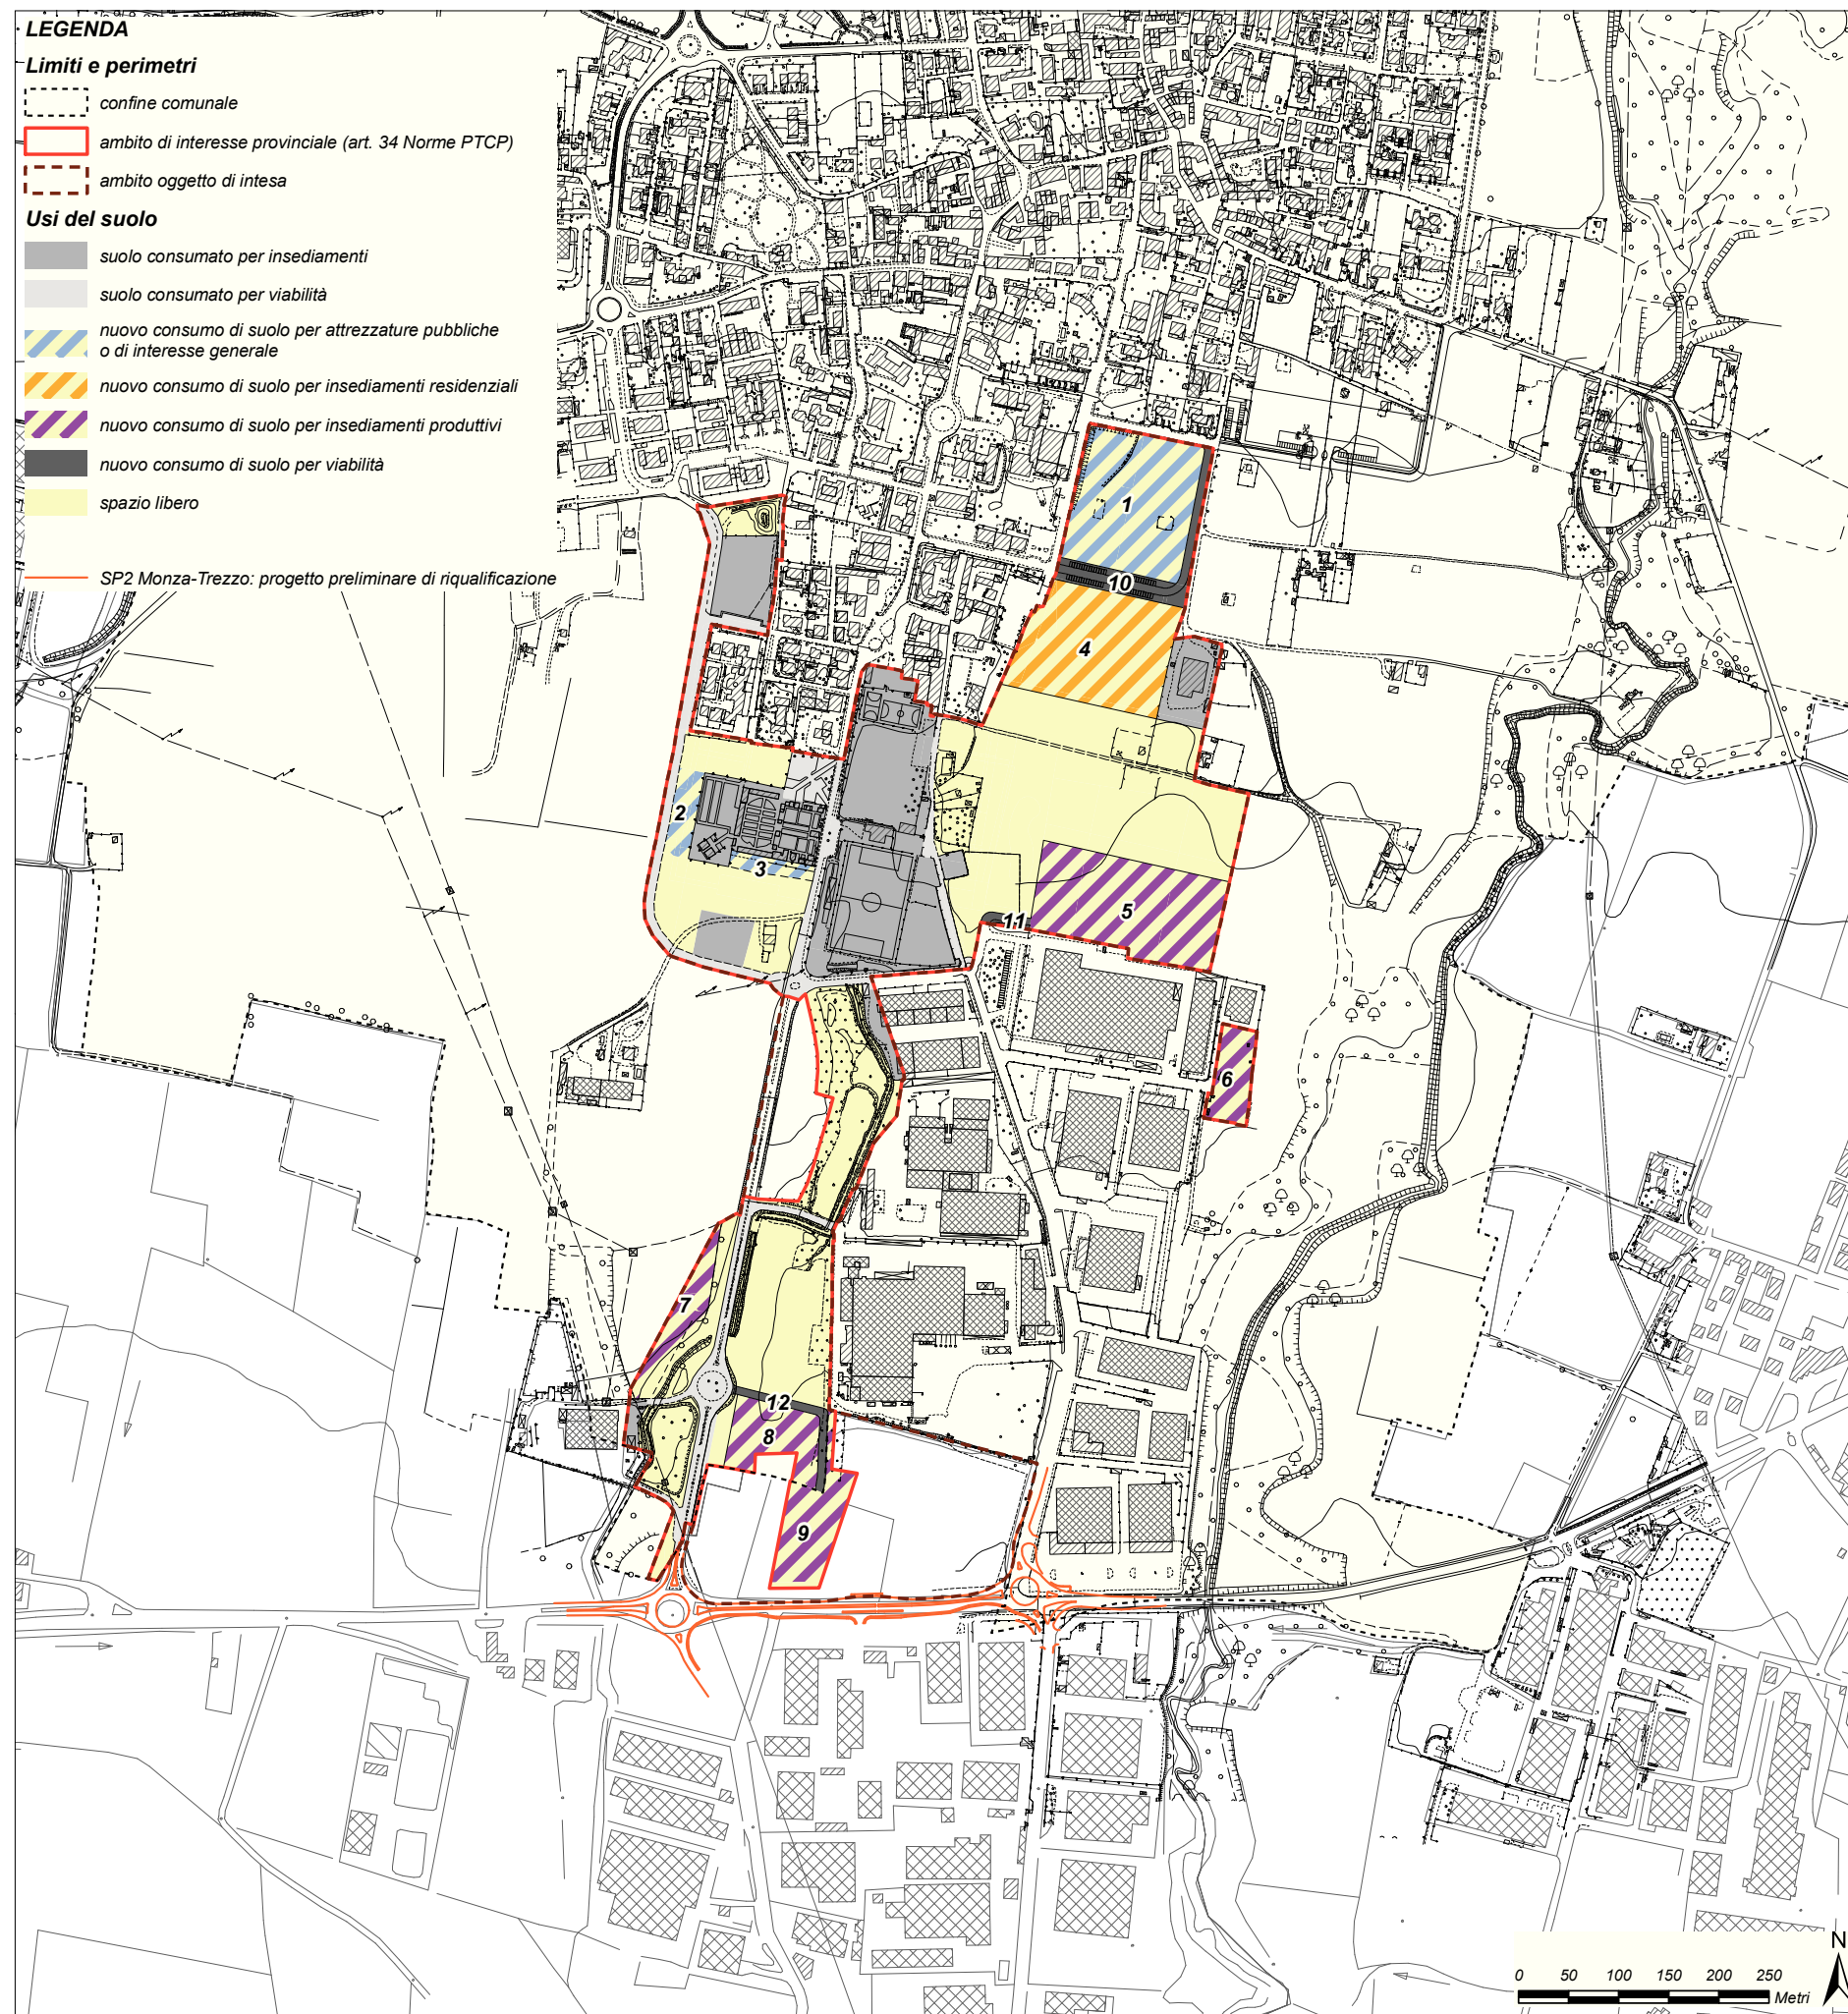 LEGENDA
Limiti e perimetri
confine comunale
ambito di interesse provinciale (art. 34 Norme PTCP)
ambito oggetto di intesa
Usi del suolo
suolo consumato per insediamenti
suolo consumato per viabilità
nuovo consumo di suolo per attrezzature pubbliche
o di interesse generale
nuovo consumo di suolo per insediamenti residenziali
nuovo consumo di suolo per insediamenti produttivi
nuovo consumo di suolo per viabilità
spazio libero
SP2 Monza-Trezzo: progetto preliminare di riqualificazione
1
10
4
2
3
5
11
6
7
12
8
9
N
0 50 100 150 200 250
Metri